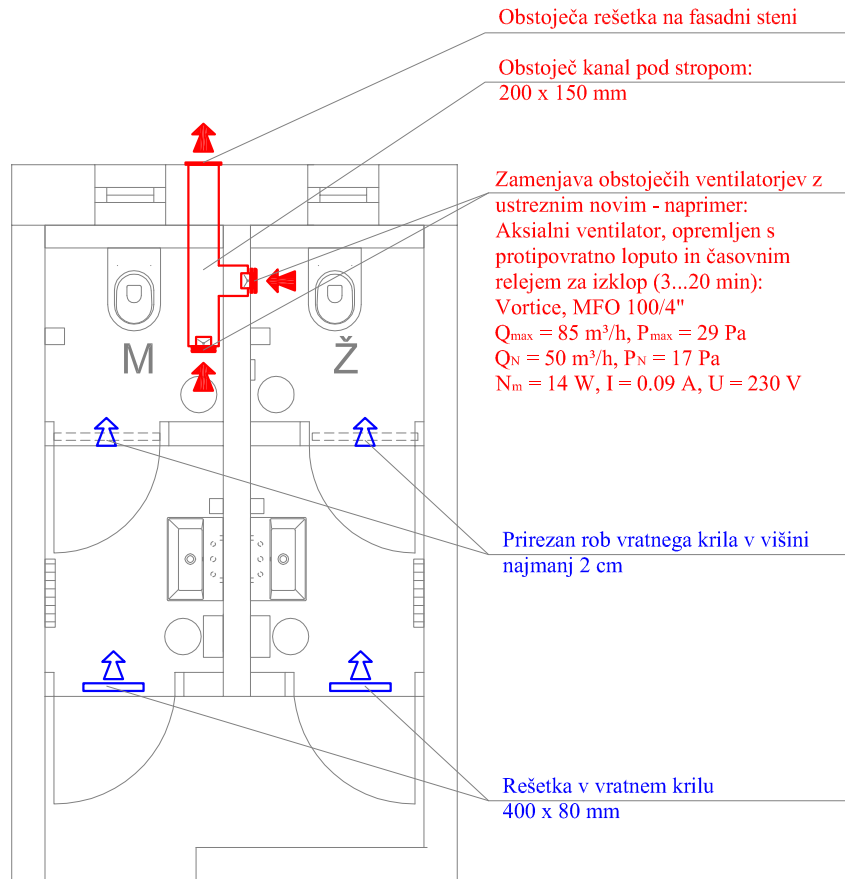 Obstoječa rešetka na fasadni steni
Obstoječ kanal pod stropom:
200 x 150 mm
Zamenjava obstoječih ventilatorjev z
ustreznim novim - naprimer:
Aksialni ventilator, opremljen s
protipovratno loputo in časovnim
relejem za izklop (3...20 min):
Vortice, MFO 100/4"
Qmax = 85 m³/h, Pmax = 29 Pa
QN = 50 m³/h, PN = 17 Pa
Nm = 14 W, I = 0.09 A, U = 230 V
M
Ž
Prirezan rob vratnega krila v višini
najmanj 2 cm
Rešetka v vratnem krilu
400 x 80 mm